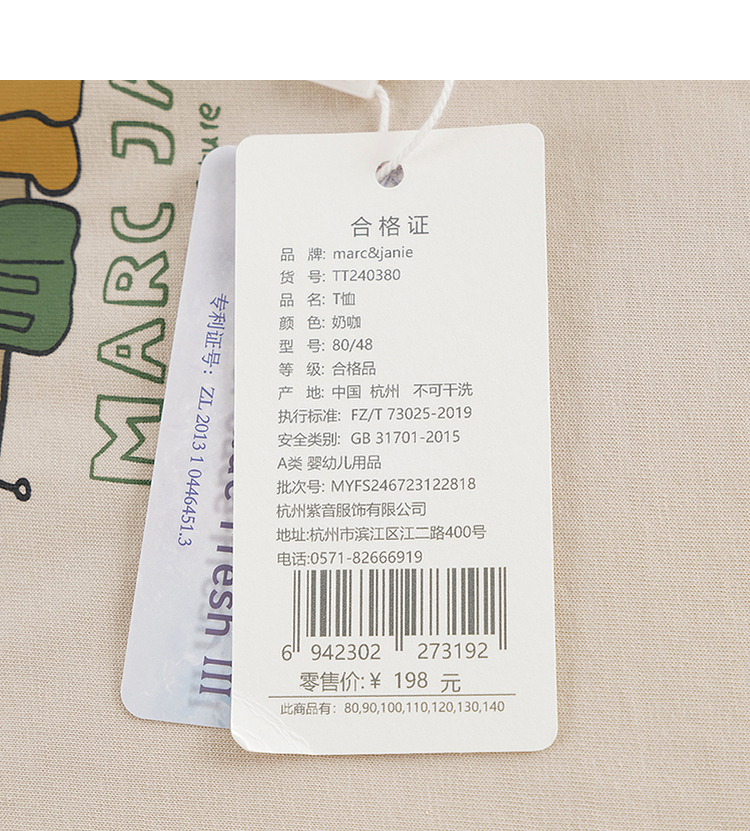 合格证
品 牌: marc&janie
货 号: TT240380
品 名: T恤
颜 色: 奶咖
型 号: 80/48
等 级: 合格品
产 地: 中国 杭州 不可干洗
执行标准: FZ/T 73025-2019
安全类别: GB 31701-2015
A类 婴幼儿用品
批次号: MYFS246723122818
杭州紫音服饰有限公司
地址:杭州市滨江区江二路400号
电话:0571-82666919
6 942302 273192
零售价:¥ 198 元
此商品有: 80,90,100,110,120,130,140
专利证号: ZL 2013 1 0446451.3
Fresh III
MARC JA